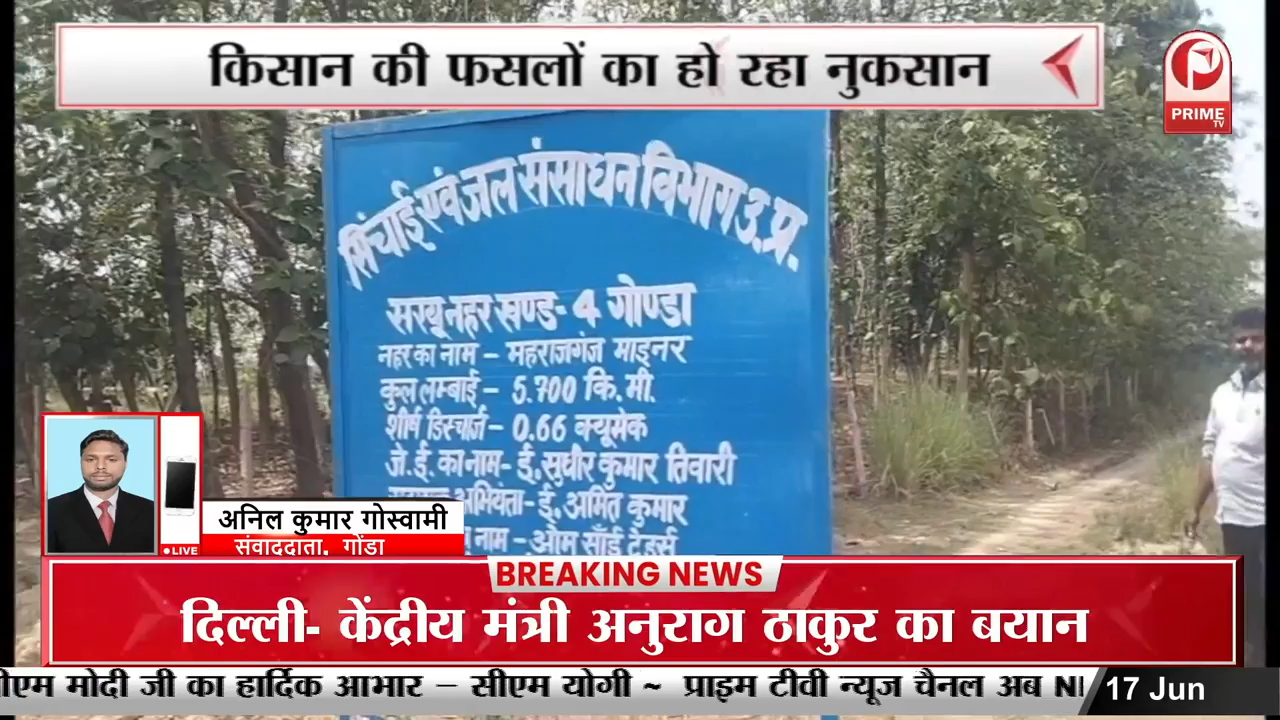 किसान की फसलों का हो रहा नुकसान
PRIME
TV
सिंचाई एंव जल संसाधन विभाग उ.प्र.
सरयू नहर खण्ड- 4 गोण्डा
नहर का नाम - महराजगंज माइनर
कुल लम्बाई - 5.700 कि.मी.
शीर्ष डिस्चार्ज - 0.66 क्यूमेक
जे.ई. का नाम- ई. सुधीर कुमार तिवारी
अभियंता- ई. अमित कुमार
नाम - ओम साँई ट्रेडर्स
LIVE
अनिल कुमार गोस्वामी
संवाददाता, गोंडा
BREAKING NEWS
दिल्ली- केंद्रीय मंत्री अनुराग ठाकुर का बयान
पीएम मोदी जी का हार्दिक आभार – सीएम योगी ~ प्राइम टीवी न्यूज चैनल अब
17 Jun